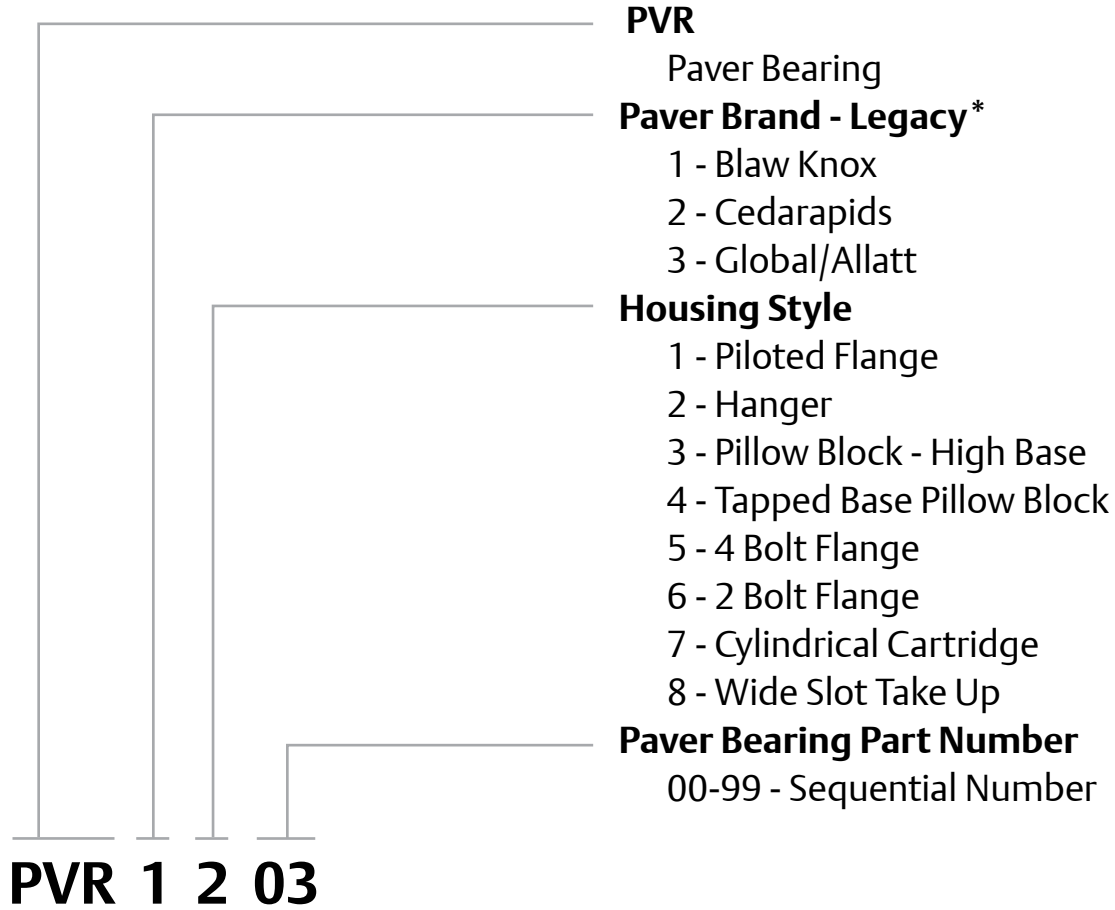 PVR
Paver Bearing
Paver Brand - Legacy*
1 - Blaw Knox
2 - Cedarapids
3 - Global/Allatt
Housing Style
1 - Piloted Flange
2 - Hanger
3 - Pillow Block - High Base
4 - Tapped Base Pillow Block
5 - 4 Bolt Flange
6 - 2 Bolt Flange
7 - Cylindrical Cartridge
8 - Wide Slot Take Up
Paver Bearing Part Number
00-99 - Sequential Number
PVR 1 2 03